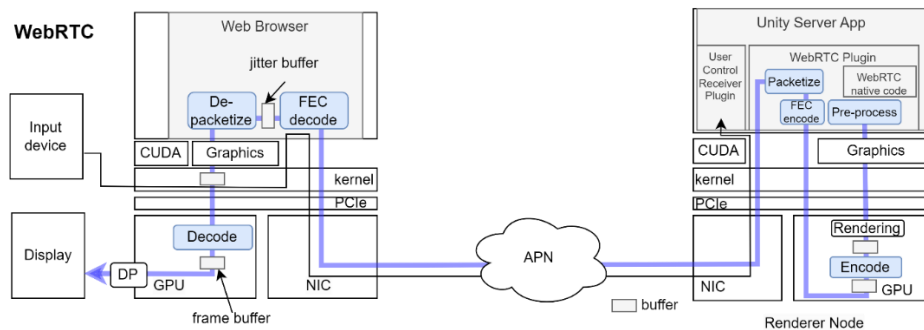 WebRTC
Web Browser
jitter buffer
De-
packetize
FEC
decode
Input
device
CUDA
Graphics
kernel
PCIe
Decode
Display
DP
GPU
NIC
frame buffer
APN
buffer
Unity Server App
User
Control
Receiver
Plugin
WebRTC Plugin
Packetize
WebRTC
native code
FEC
encode
Pre-process
CUDA
Graphics
kernel
PCIe
Rendering
Encode
NIC
GPU
Renderer Node